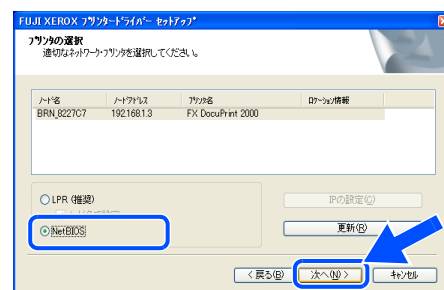 FUJI XEROX プリンタードライバー セットアップ
プリンタの選択
適切なネットワーク・プリンタを選択してください。
ノード名 ノードアドレス プリンタ名 ロケーション情報
BRN_8227C7 192.168.1.3 FX DocuPrint 2000
LPR (推奨)
IPの設定(C)
NetBIOS
更新(R)
< 戻る(B) 次へ(N) > キャンセル